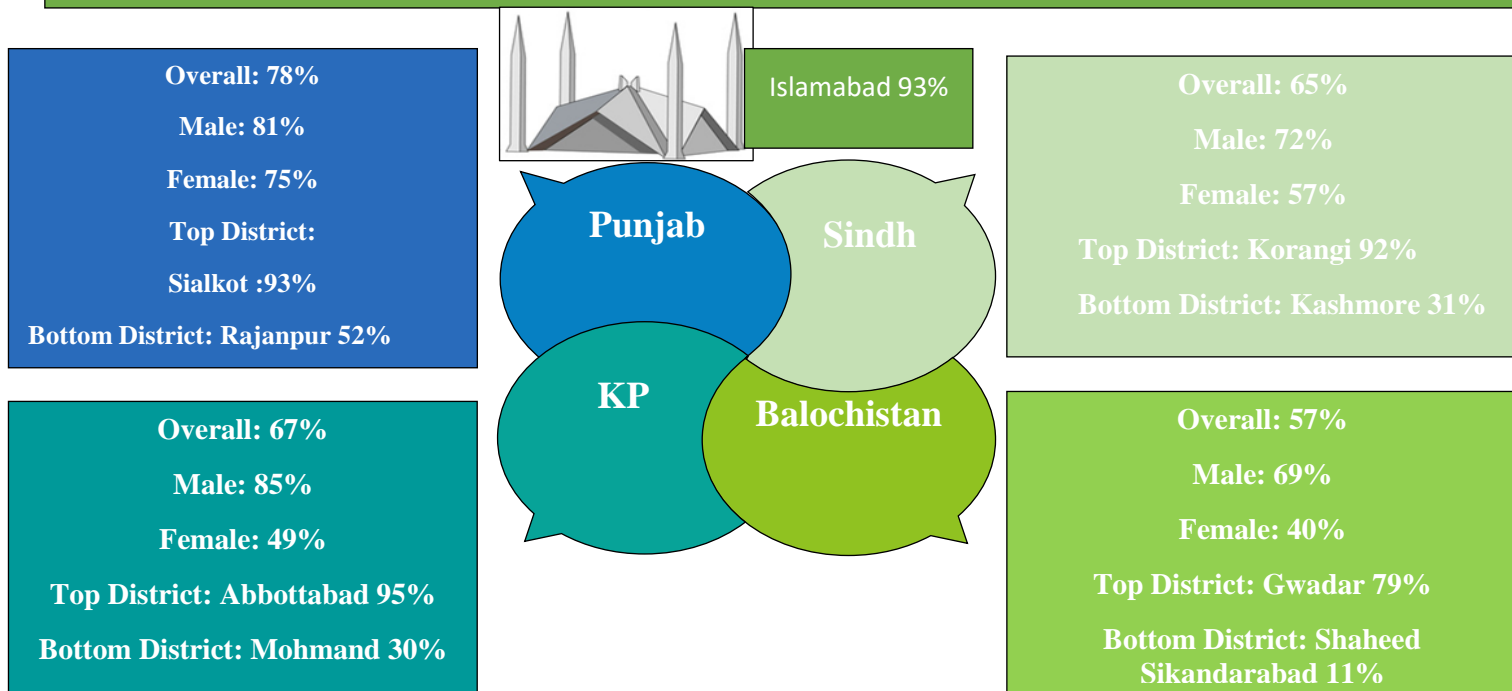 Overall: 78%
Male: 81%
Female: 75%
Top District:
Sialkot :93%
Bottom District: Rajanpur 52%
Islamabad 93%
Overall: 65%
Male: 72%
Female: 57%
Top District: Korangi 92%
Bottom District: Kashmore 31%
Punjab
Sindh
KP
Balochistan
Overall: 67%
Male: 85%
Female: 49%
Top District: Abbottabad 95%
Bottom District: Mohmand 30%
Overall: 57%
Male: 69%
Female: 40%
Top District: Gwadar 79%
Bottom District: Shaheed
Sikandarabad 11%